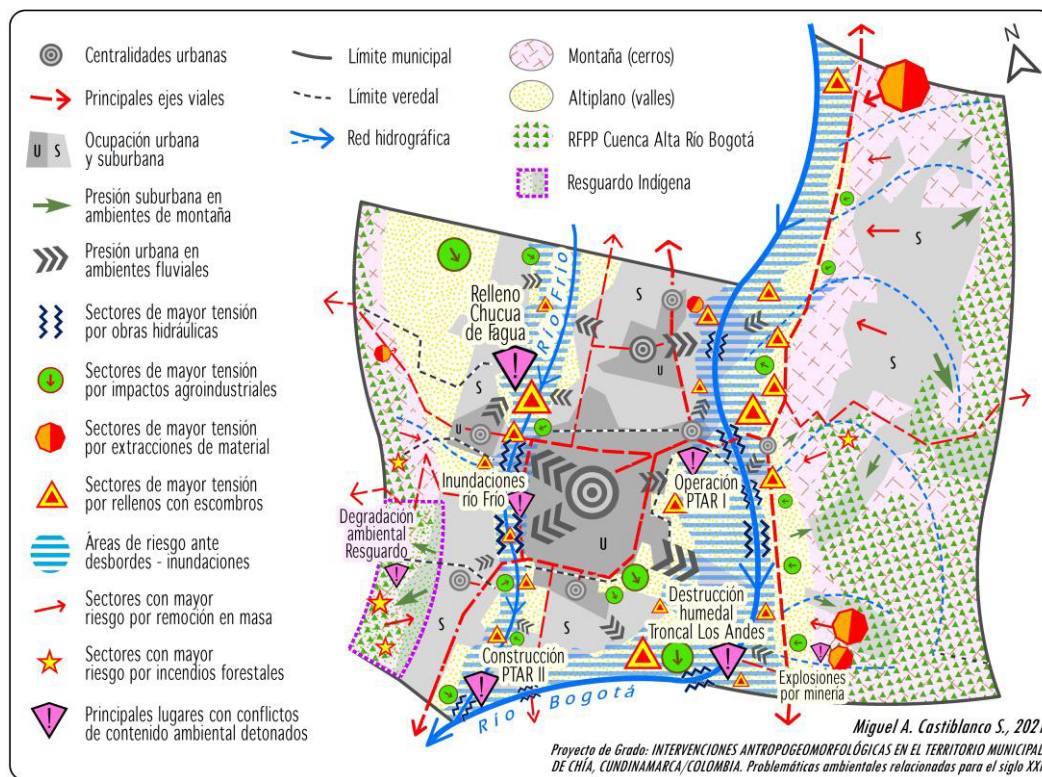 Centralidades urbanas
Principales ejes viales
U S
Ocupación urbana
y suburbana
Presión suburbana en
ambientes de montaña
Presión urbana en
ambientes fluviales
Sectores de mayor tensión
por obras hidráulicas
Sectores de mayor tensión
por impactos agroindustriales
Sectores de mayor tensión
por extracciones de material
Sectores de mayor tensión
por rellenos con escombros
Áreas de riesgo ante
desbordes - inundaciones
Sectores con mayor
riesgo por remoción en masa
Sectores con mayor
riesgo por incendios forestales
Principales lugares con conflictos
de contenido ambiental detonados
Límite municipal
Límite veredal
Red hidrográfica
Montaña (cerros)
Altiplano (valles)
RFPP Cuenca Alta Río Bogotá
Resguardo Indígena
N
S
S
S
Relleno
Chucua
de Fagua
Río Frío
U
S
S
U
Inundaciones
río Frío
Operación
PTAR I
Degradación
ambiental
Resguardo
U
S
S
Destrucción
humedal
Troncal Los Andes
Construcción
PTAR II
Explosiones
por minería
Río Bogotá
Miguel A. Castiblanco S., 2021
Proyecto de Grado: INTERVENCIONES ANTROPOGEOMORFOLÓGICAS EN EL TERRITORIO MUNICIPAL
DE CHÍA, CUNDINAMARCA/COLOMBIA. Problemáticas ambientales relacionadas para el siglo XXI